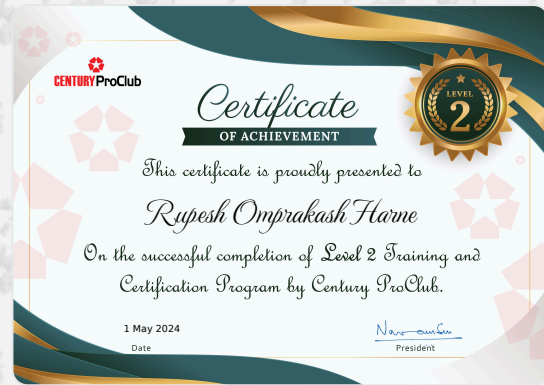 CENTURY ProClub
LEVEL
2
Certificate
OF ACHIEVEMENT
This certificate is proudly presented to
Rupesh Omprakash Harne
On the successful completion of Level 2 Training and
Certification Program by Century ProClub.
1 May 2024
Date
President